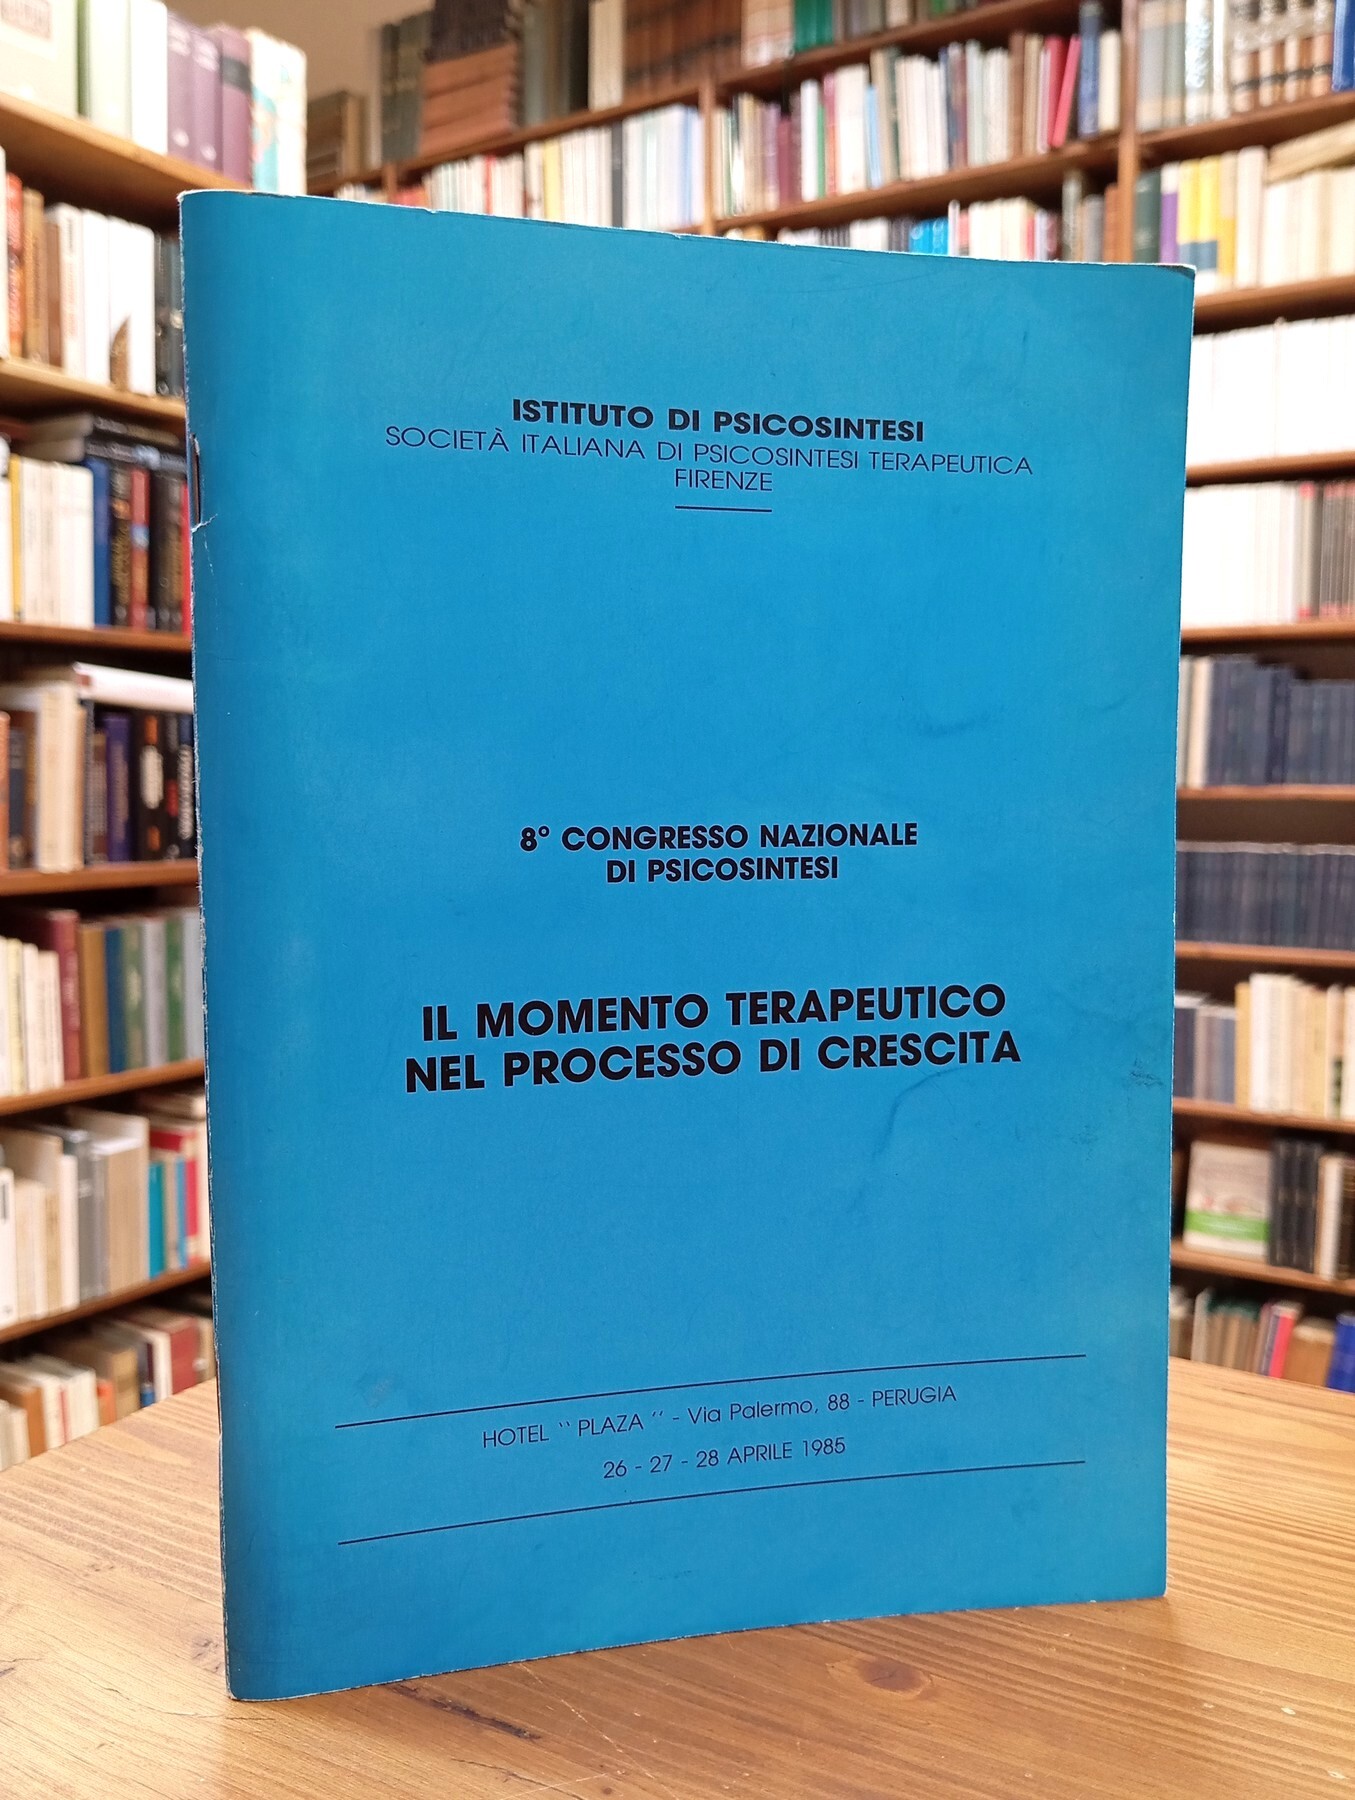 ISTITUTO DI PSICOSINTESI
SOCIETÀ ITALIANA DI PSICOSINTESI TERAPEUTICA
FIRENZE
8° CONGRESSO NAZIONALE
DI PSICOSINTESI
IL MOMENTO TERAPEUTICO
NEL PROCESSO DI CRESCITA
HOTEL " PLAZA " - Via Palermo, 88 - PERUGIA
26 - 27 - 28 APRILE 1985